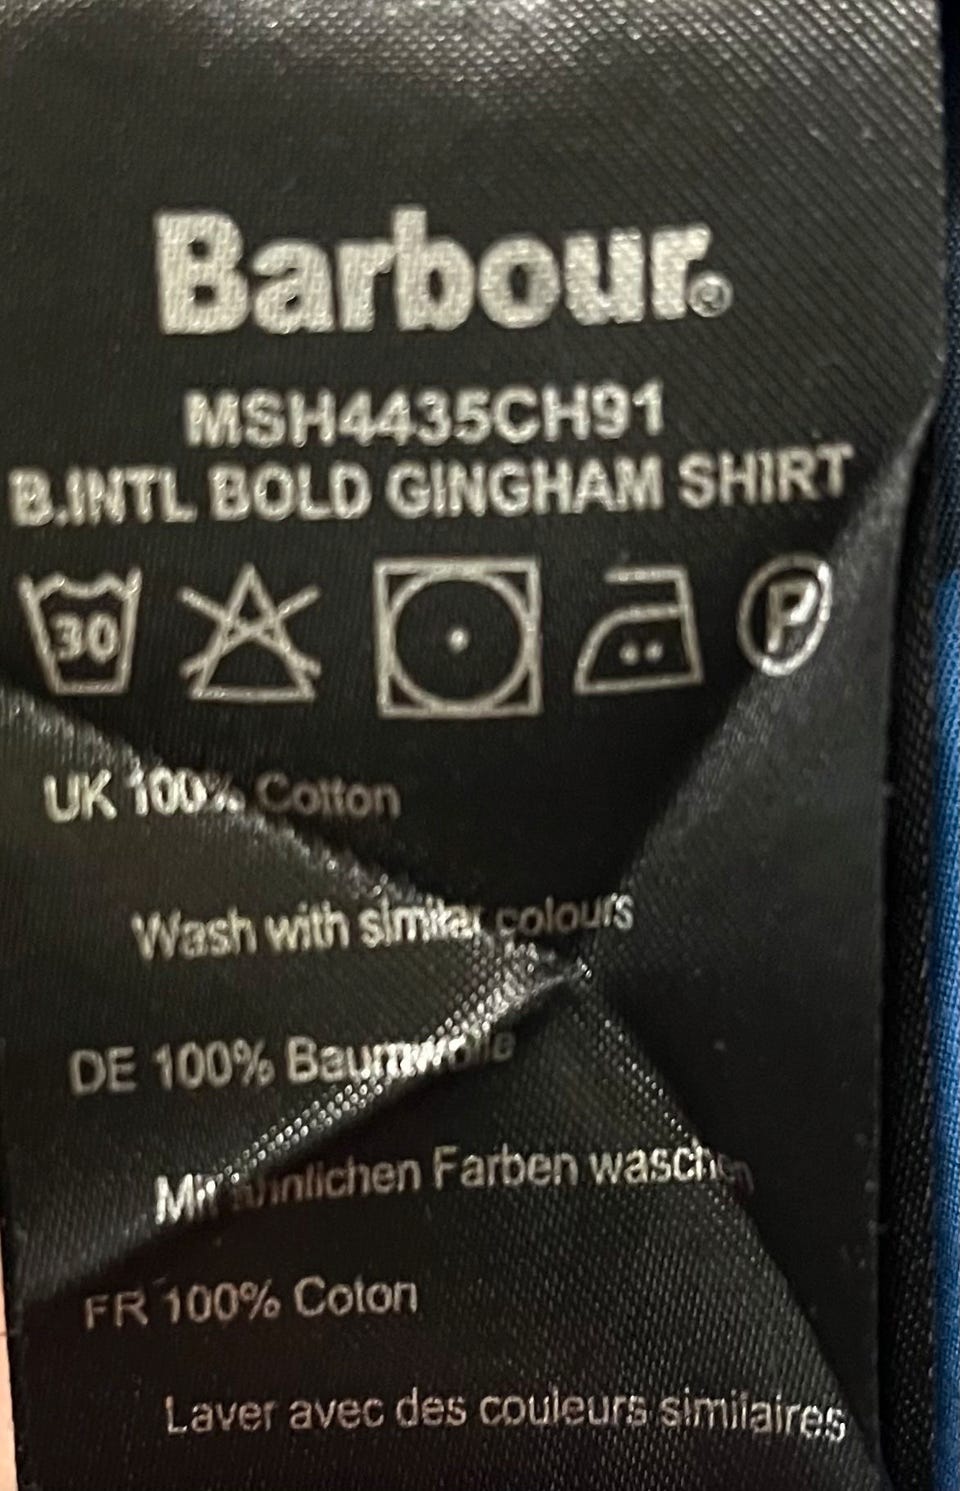 Barbour®
MSH4435CH91
B.INTL BOLD GINGHAM SHIRT
30 P
UK 100% Cotton
Wash with similar colours
DE 100% Baumwolle
Mit ähnlichen Farben waschen
FR 100% Coton
Laver avec des couleurs similaires